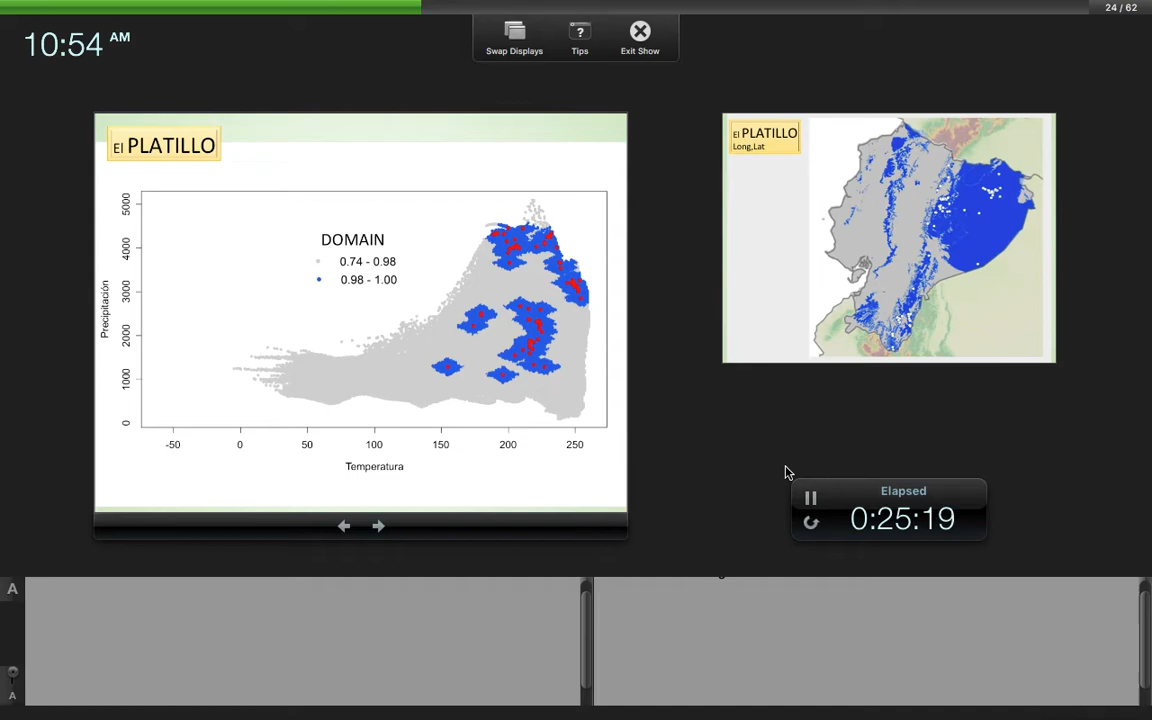 24 / 62
10:54 AM
Swap Displays
Tips
Exit Show
El PLATILLO
DOMAIN
0.74 - 0.98
0.98 - 1.00
Precipitación
5000
4000
3000
2000
1000
0
-50 0 50 100 150 200 250
Temperatura
El PLATILLO
Long,Lat
Elapsed
0:25:19
A
A